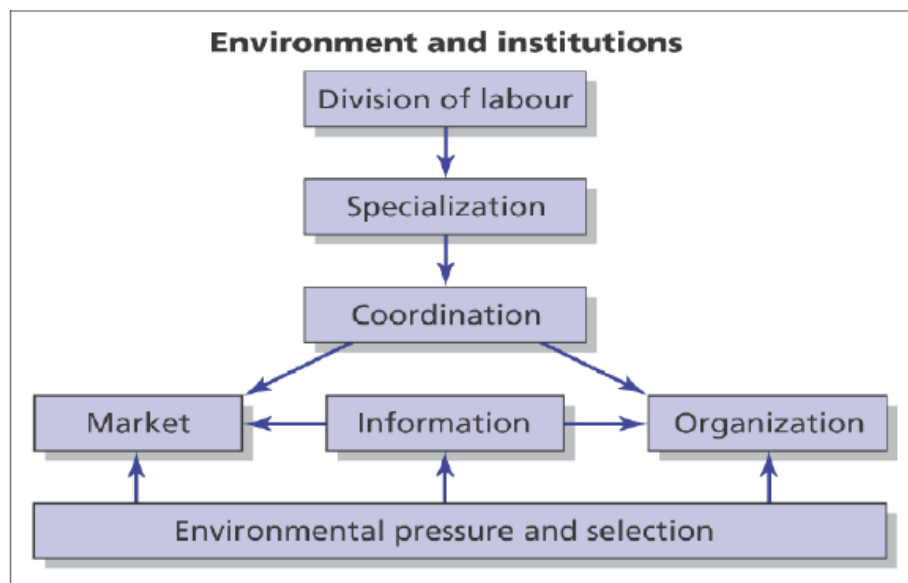 Environment and institutions
Division of labour
Specialization
Coordination
Market
Information
Organization
Environmental pressure and selection